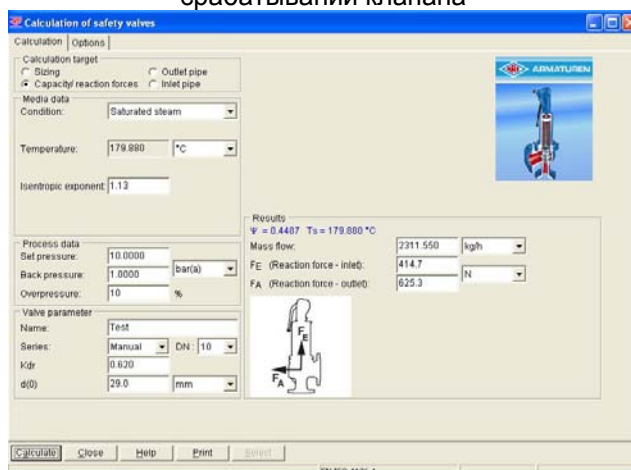 срабатывании клапана
Calculation of safety valves
Calculation Options
Calculation target
Sizing Outlet pipe
Capacity/ reaction forces Inlet pipe
ARI ARMATUREN
Media data
Condition: Saturated steam
Temperature: 179.880 °C
Isentropic exponent: 1.13
Results
Ψ = 0.4487 Ts = 179.880 °C
Process data
Mass flow: 2311.550 kg/h
Set pressure: 10.0000
Back pressure: 1.0000 bar(a)
FE (Reaction force - inlet): 414.7 N
Overpressure: 10 %
FA (Reaction force - outlet): 625.3
Valve parameter
Name: Test
Series: Manual DN: 10
Kdr 0.620
d(0) 29.0 mm
FE
FA
Calculate Close Help Print Select